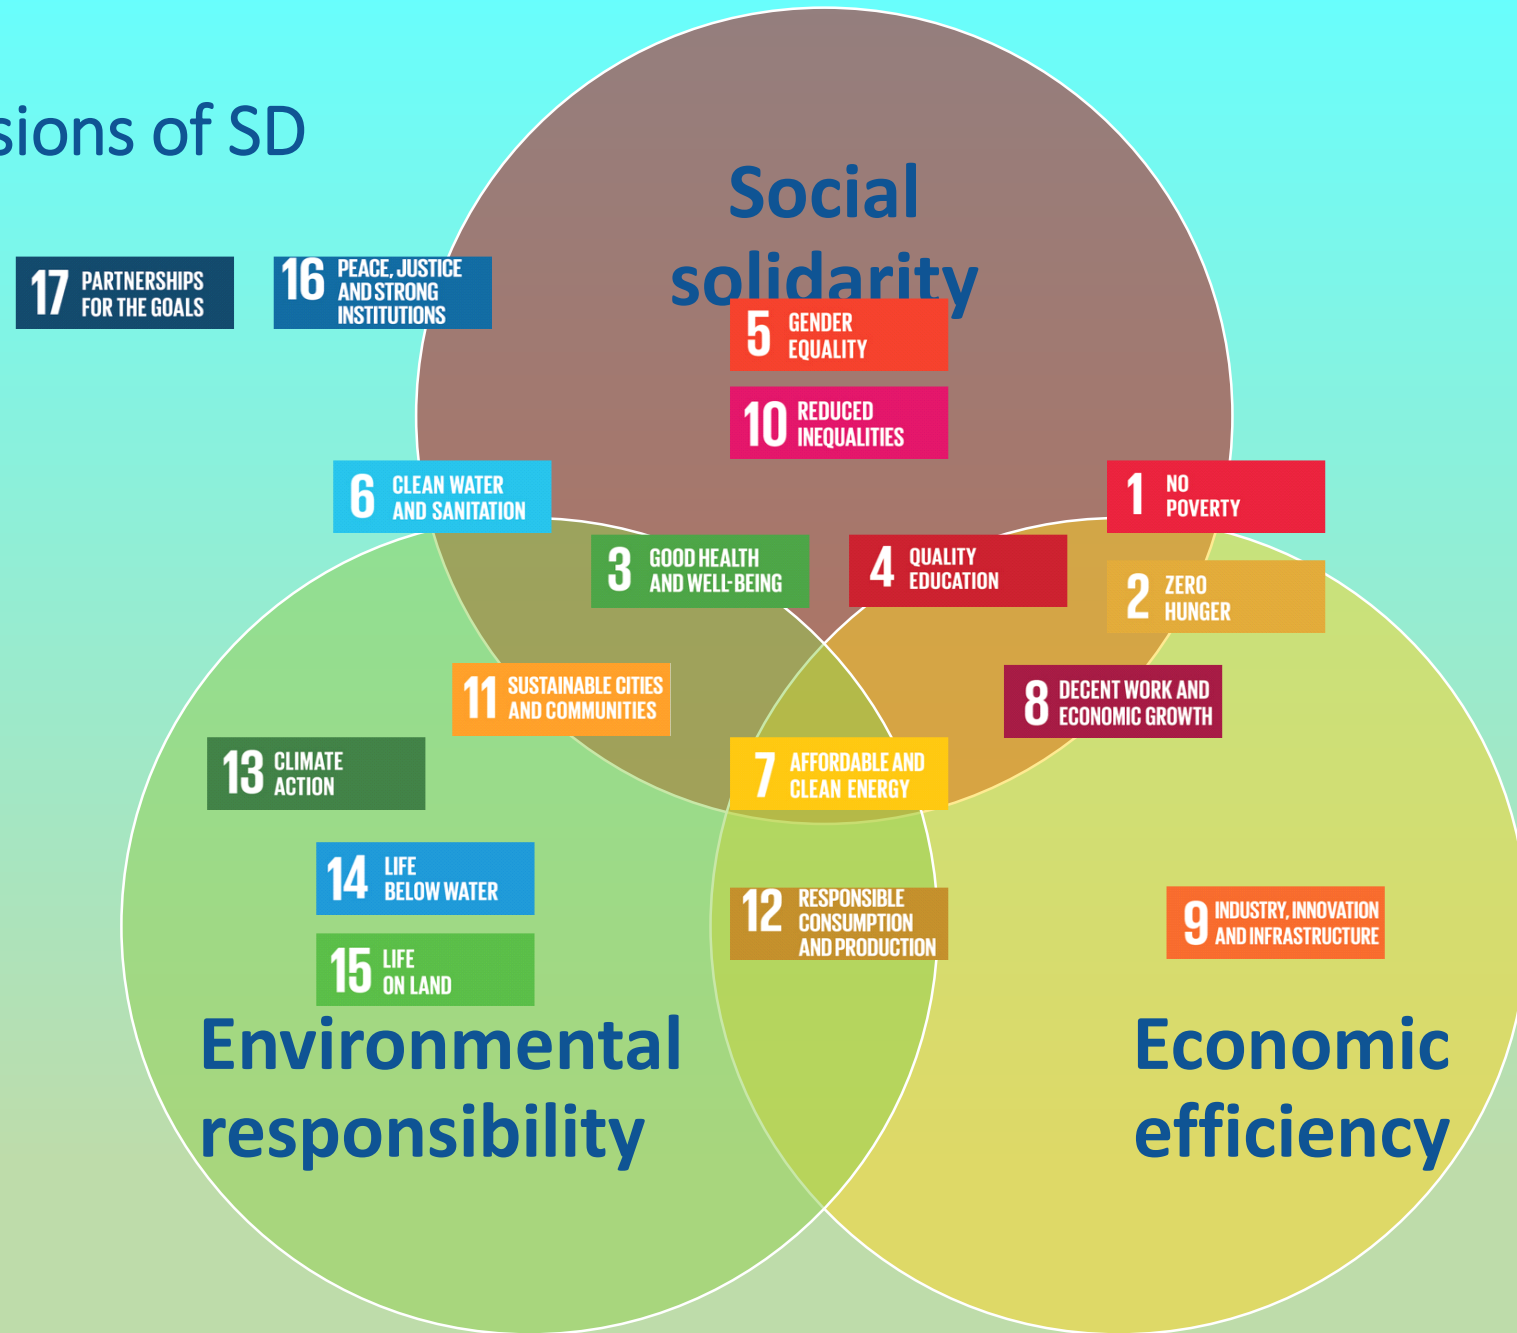 sions of SD
Social
solidarity
17 PARTNERSHIPS
FOR THE GOALS
16 PEACE, JUSTICE
AND STRONG
INSTITUTIONS
5 GENDER
EQUALITY
10 REDUCED
INEQUALITIES
6 CLEAN WATER
AND SANITATION
1 NO
POVERTY
3 GOOD HEALTH
AND WELL-BEING
4 QUALITY
EDUCATION
2 ZERO
HUNGER
11 SUSTAINABLE CITIES
AND COMMUNITIES
8 DECENT WORK AND
ECONOMIC GROWTH
13 CLIMATE
ACTION
7 AFFORDABLE AND
CLEAN ENERGY
14 LIFE
BELOW WATER
12 RESPONSIBLE
CONSUMPTION
AND PRODUCTION
9 INDUSTRY, INNOVATION
AND INFRASTRUCTURE
15 LIFE
ON LAND
Environmental
responsibility
Economic
efficiency